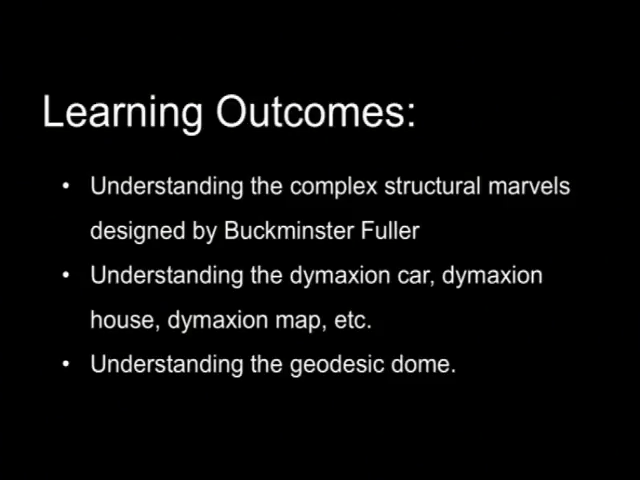 Learning Outcomes:
• Understanding the complex structural marvels
designed by Buckminster Fuller
• Understanding the dymaxion car, dymaxion
house, dymaxion map, etc.
• Understanding the geodesic dome.